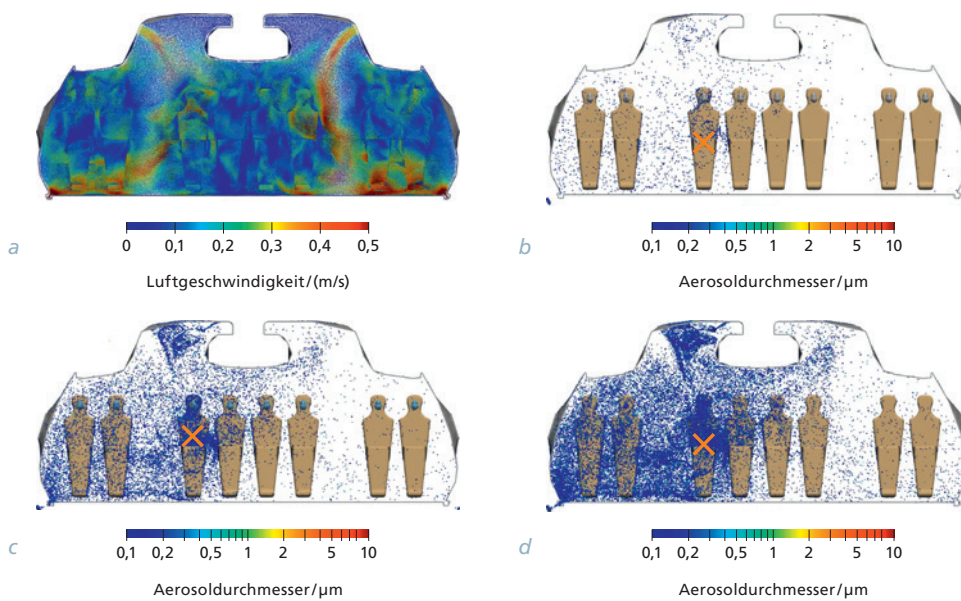 a
0 0,1 0,2 0,3 0,4 0,5
Luftgeschwindigkeit/(m/s)
b
0,1 0,2 0,5 1 2 5 10
Aerosoldurchmesser/µm
c
0,1 0,2 0,5 1 2 5 10
Aerosoldurchmesser/µm
d
0,1 0,2 0,5 1 2 5 10
Aerosoldurchmesser/µm